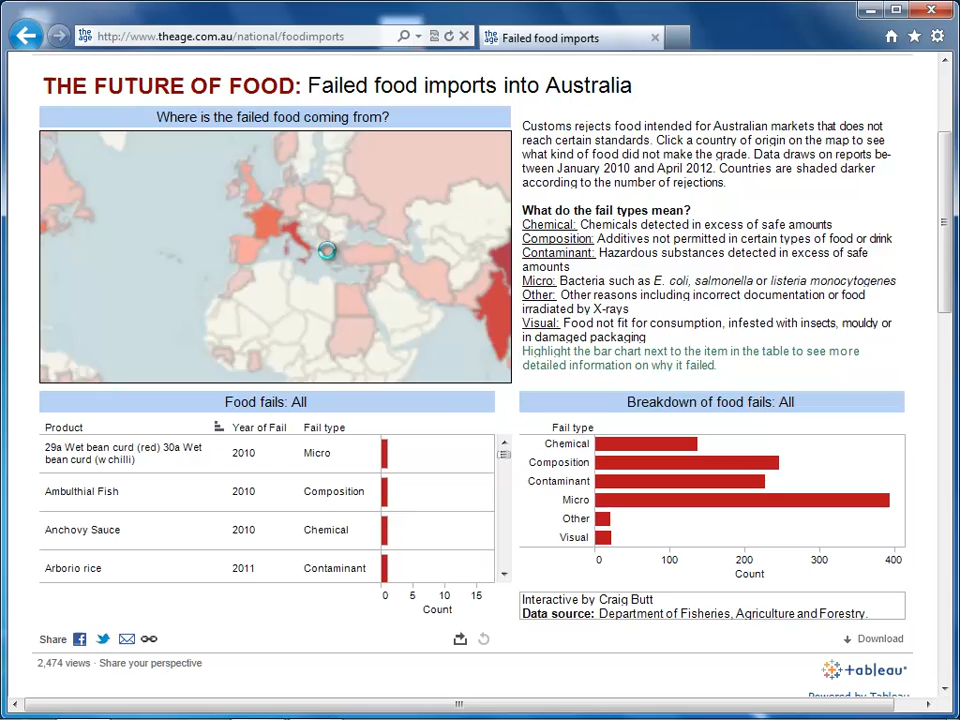 http://www.theage.com.au/national/foodimports
Failed food imports
THE FUTURE OF FOOD: Failed food imports into Australia
Where is the failed food coming from?
Customs rejects food intended for Australian markets that does not
reach certain standards. Click a country of origin on the map to see
what kind of food did not make the grade. Data draws on reports be-
tween January 2010 and April 2012. Countries are shaded darker
according to the number of rejections.
What do the fail types mean?
Chemical: Chemicals detected in excess of safe amounts
Composition: Additives not permitted in certain types of food or drink
Contaminant: Hazardous substances detected in excess of safe
amounts
Micro: Bacteria such as E. coli, salmonella or listeria monocytogenes
Other: Other reasons including incorrect documentation or food
irradiated by X-rays
Visual: Food not fit for consumption, infested with insects, mouldy or
in damaged packaging
Highlight the bar chart next to the item in the table to see more
detailed information on why it failed.
Food fails: All
Product Year of Fail Fail type
29a Wet bean curd (red) 30a Wet
bean curd (w chilli) 2010 Micro
Ambulthial Fish 2010 Composition
Anchovy Sauce 2010 Chemical
Arborio rice 2011 Contaminant
0 5 10 15
Count
Breakdown of food fails: All
Fail type
Chemical
Composition
Contaminant
Micro
Other
Visual
0 100 200 300 400
Count
Interactive by Craig Butt
Data source: Department of Fisheries, Agriculture and Forestry.
Share
Download
2,474 views · Share your perspective
+ableau
Powered by Tableau